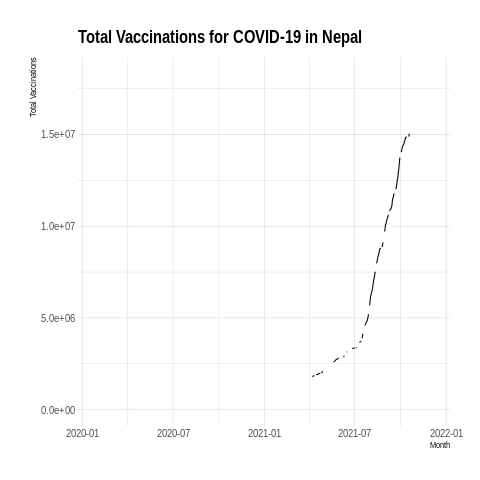 Total Vaccinations for COVID-19 in Nepal
Total Vaccinations
1.5e+07
1.0e+07
5.0e+06
0.0e+00
2020-01 2020-07 2021-01 2021-07 2022-01
Month